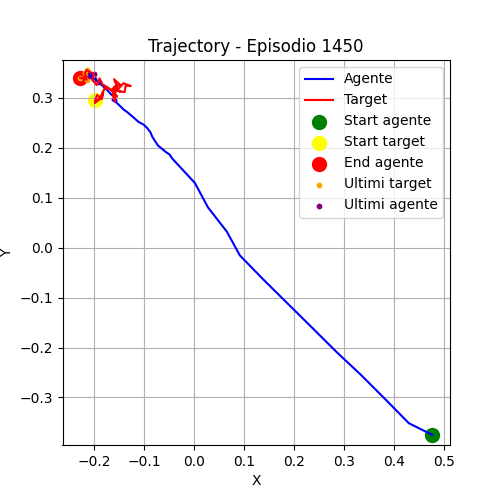 Trajectory - Episodio 1450
Agente
Target
Start agente
Start target
End agente
Ultimi target
Ultimi agente
0.3
0.2
0.1
0.0
−0.1
−0.2
−0.3
Y
−0.2
−0.1
0.0
0.1
0.2
0.3
0.4
0.5
X